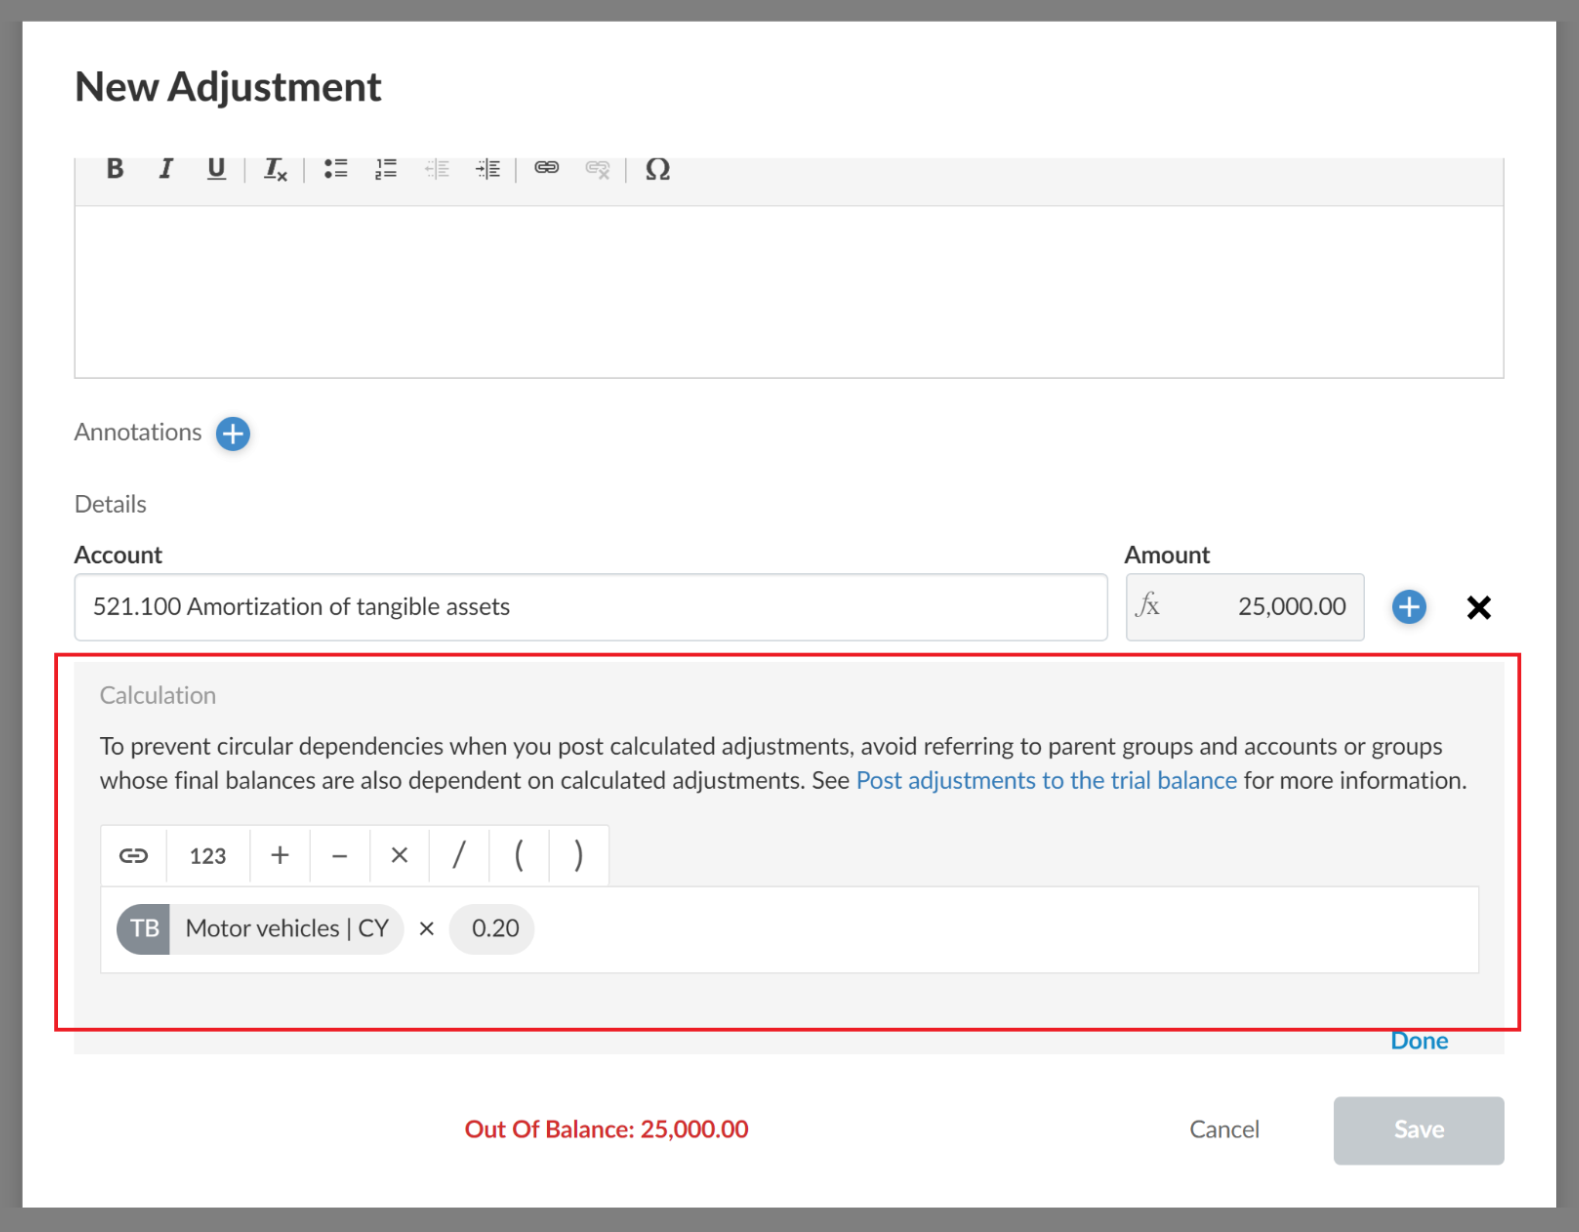 New Adjustment
B I U Tx Ω
Annotations
Details
Account Amount
521.100 Amortization of tangible assets fx 25,000.00
Calculation
To prevent circular dependencies when you post calculated adjustments, avoid referring to parent groups and accounts or groups
whose final balances are also dependent on calculated adjustments. See Post adjustments to the trial balance for more information.
123 + − × / ( )
TB Motor vehicles | CY × 0.20
Done
Out Of Balance: 25,000.00 Cancel Save